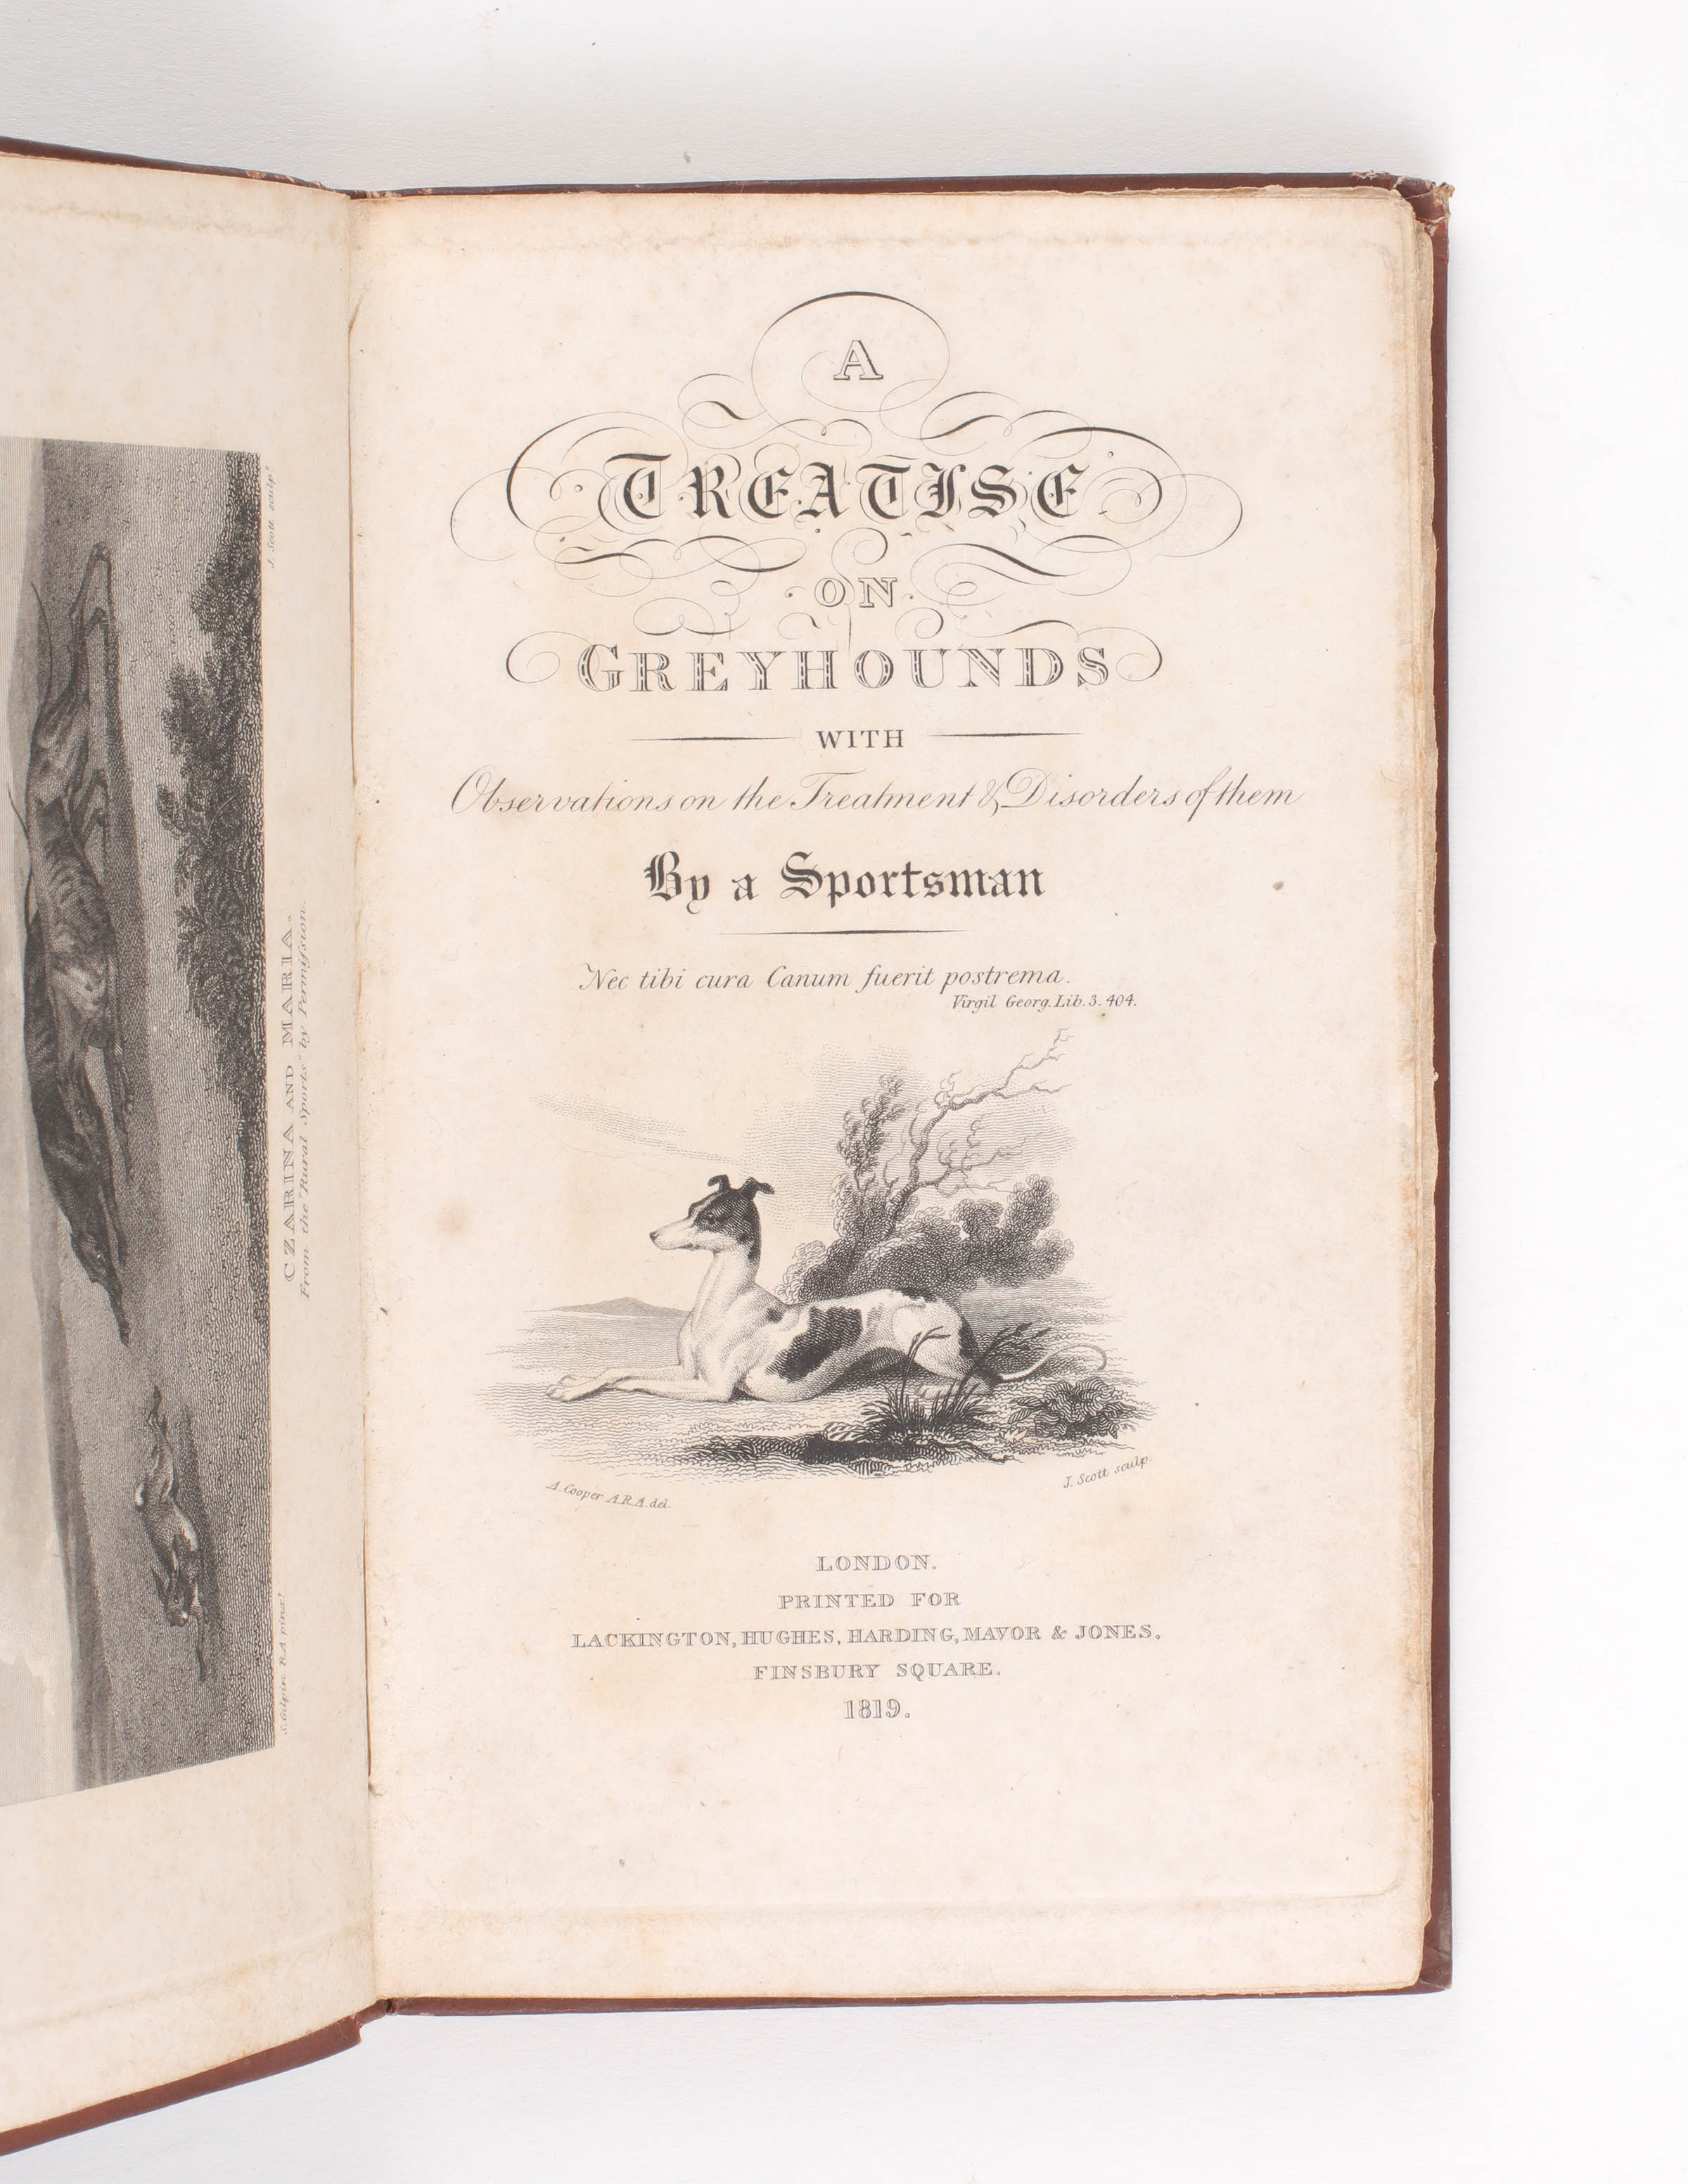 J. Scott sculpt.
CZARINA AND MARIA.
From the "Rural Sports" by Permission.
S. Gilpin R.A. pinxt.
A
TREATISE
ON
GREYHOUNDS
WITH
Observations on the Treatment & Disorders of them
By a Sportsman
Nec tibi cura Canum fuerit postrema.
Virgil Georg. Lib. 3. 404.
A. Cooper A.R.A. del.
J. Scott sculp.
LONDON.
PRINTED FOR
LACKINGTON, HUGHES, HARDING, MAVOR & JONES,
FINSBURY SQUARE.
1819.